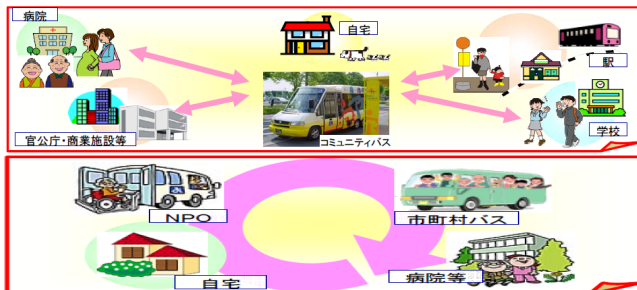 病院
自宅
駅
官公庁・商業施設等
コミュニティバス
学校
NPO
市町村バス
自宅
病院等